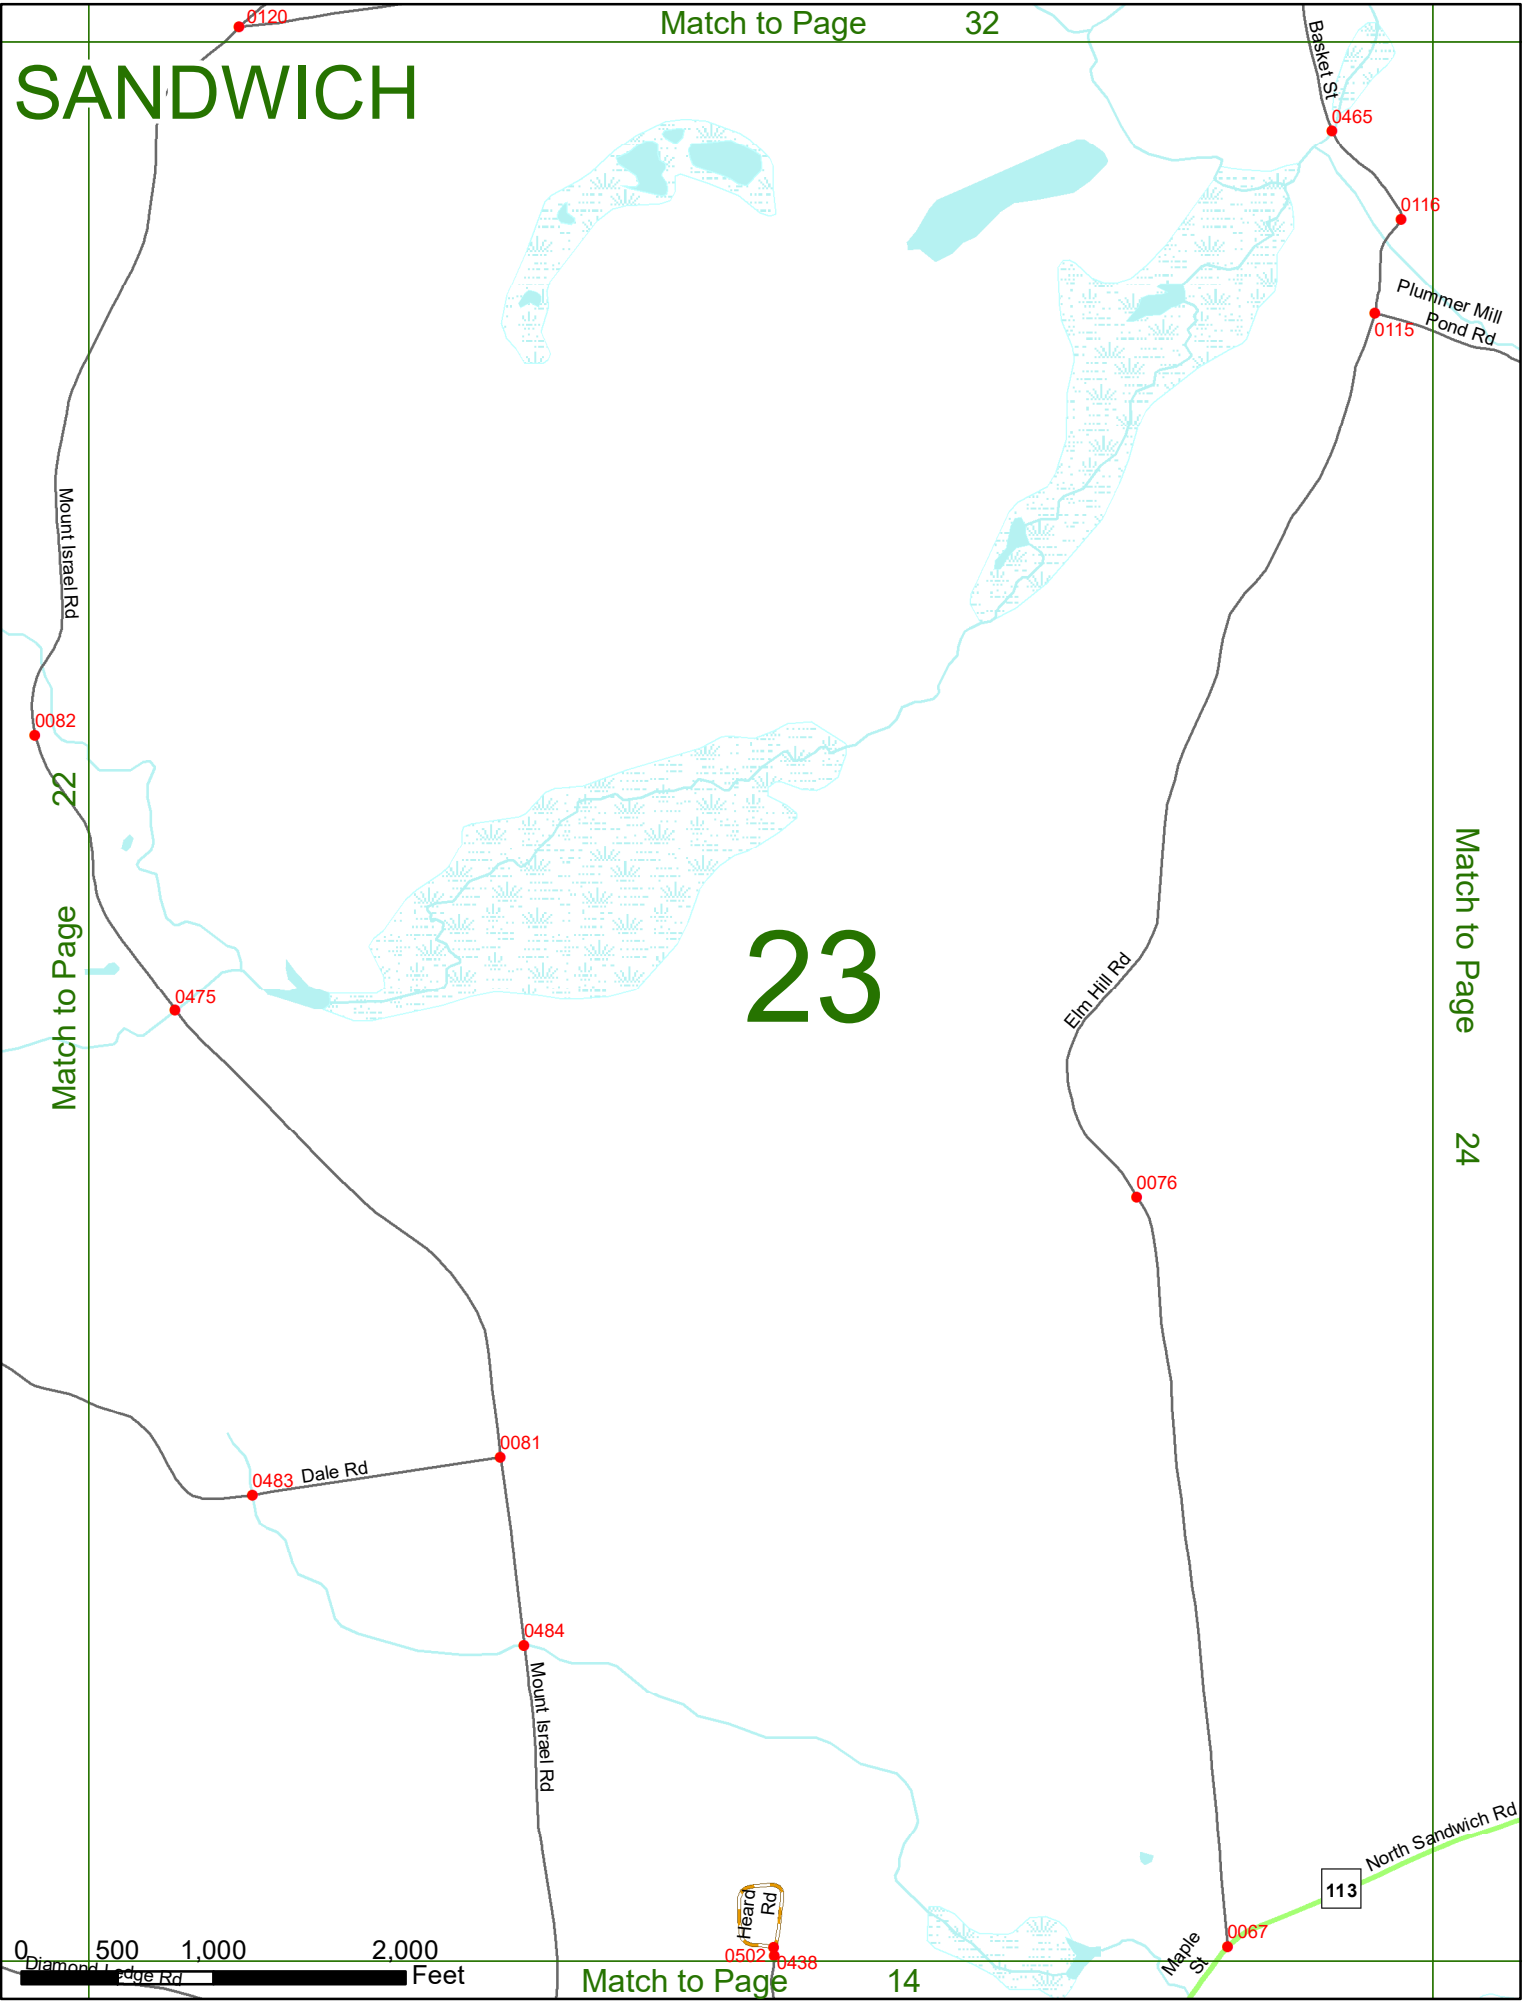 0120
Match to Page 32
SANDWICH
Basket St
0465
0116
Plummer Mill
Pond Rd
0115
Mount Israel Rd
0082
Match to Page 22
23
Match to Page 24
Elm Hill Rd
0475
0076
0081
0483
Dale Rd
0484
Mount Israel Rd
North Sandwich Rd
113
Heard
Rd
0067
Maple
St
0502
0438
0 500 1,000 2,000
Feet
Diamond Ledge Rd
Match to Page 14